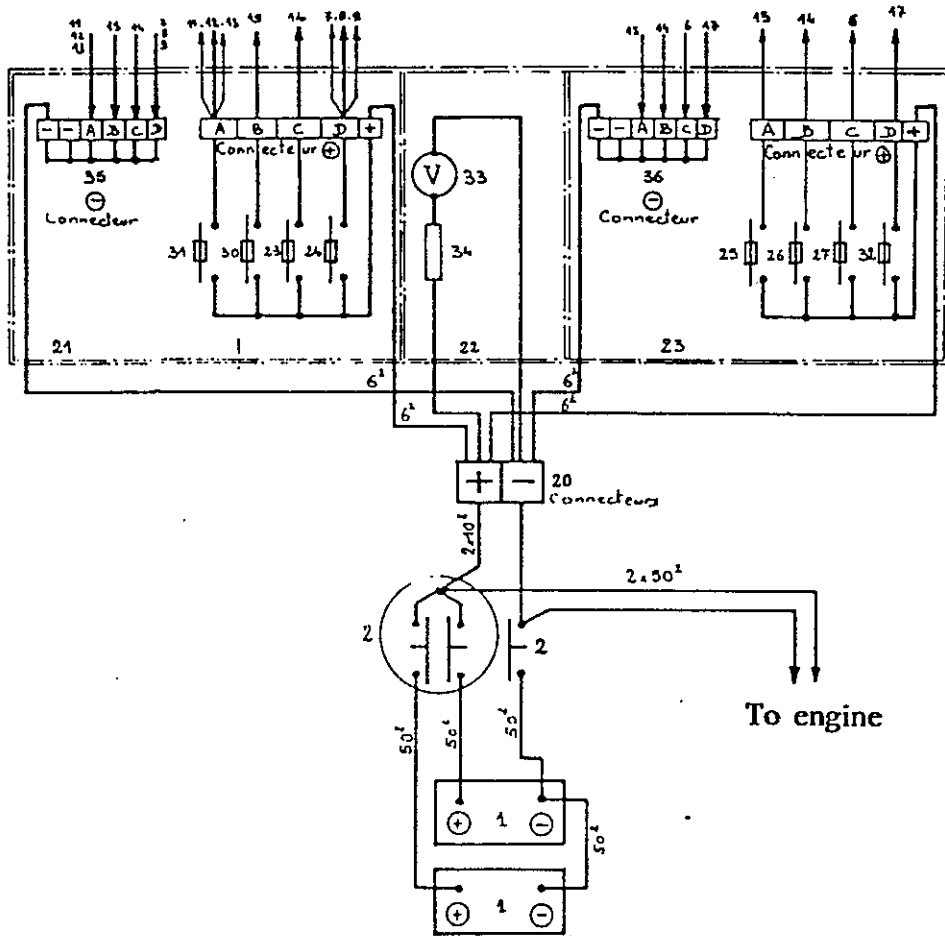 11 12 13 13 14 7 8 9 11.12.13 13 14 7.8.9 13 14 6 17 15 14 6 17
- - A B C D A B C D + - - A B C D A B C D +
Connecteur ⊕ V 33 Connecteur ⊕
35 36
⊖ ⊖
Connecteur Connecteur
31 30 23 24 34 25 26 27 32
21 22 23
6² 6²
6² 6²
+ - 20
Connecteurs
2x10²
2x50²
2 2
To engine
50² 50² 50²
+ 1 -
50²
+ 1 -